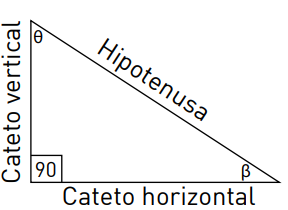 θ
Hipotenusa
Cateto vertical
90
β
Cateto horizontal